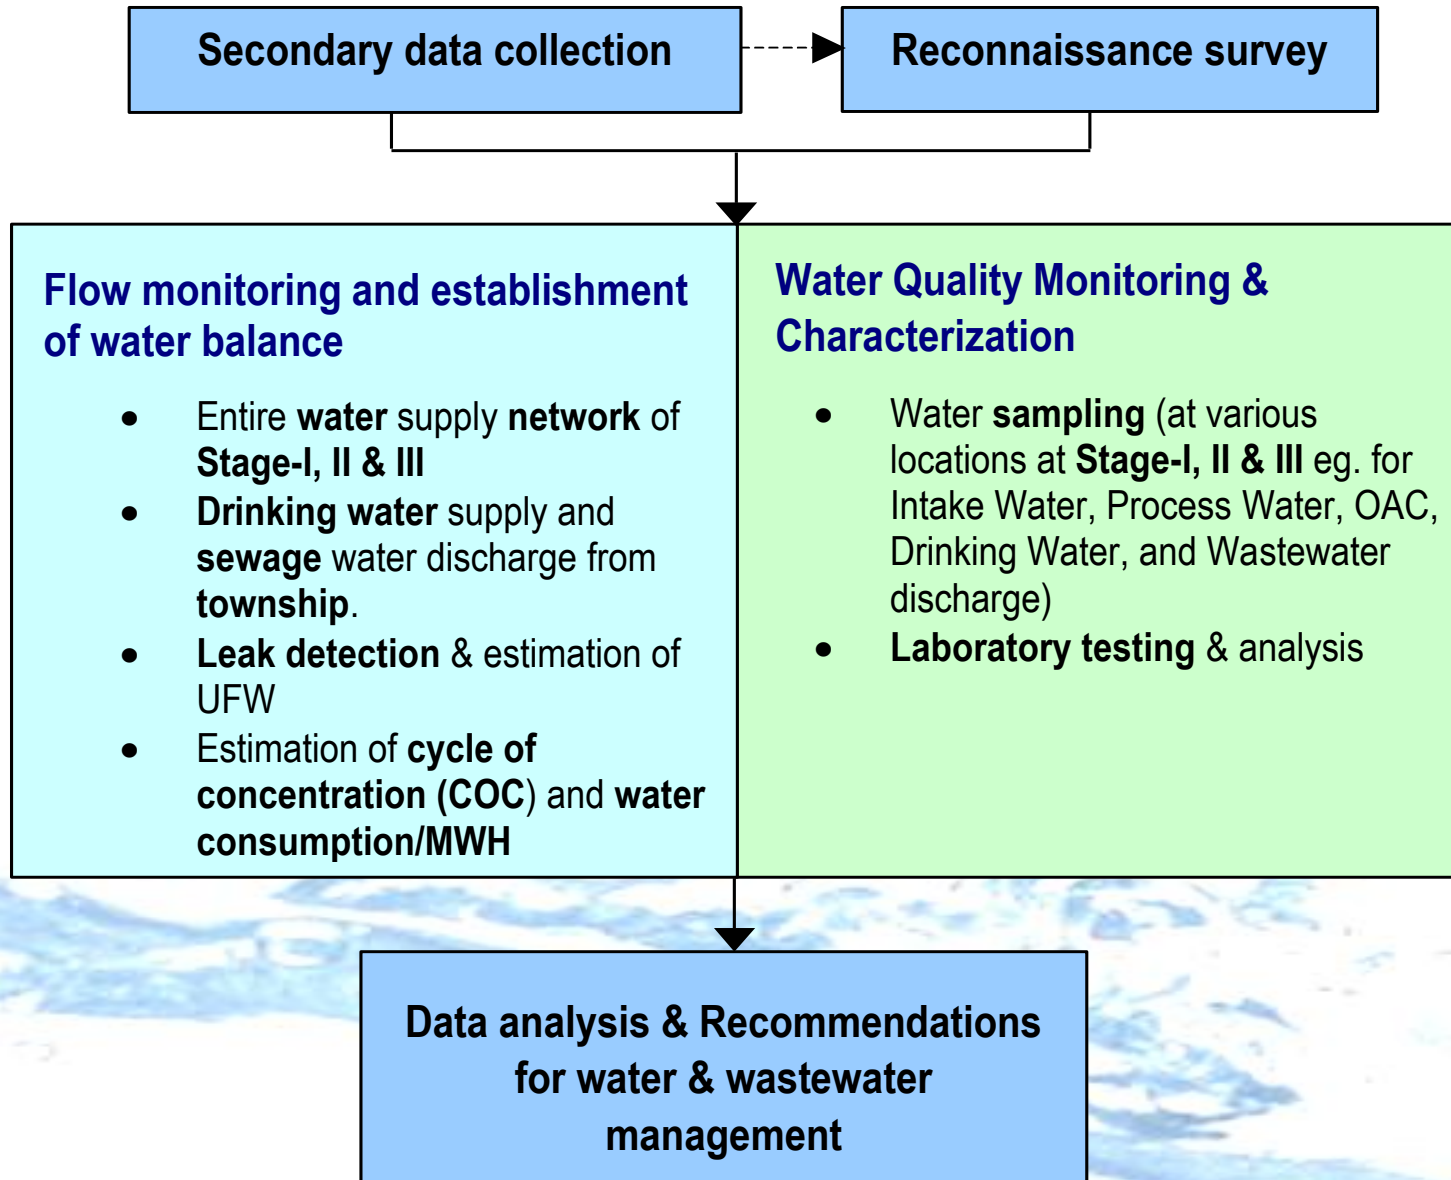 Secondary data collection
Reconnaissance survey
Flow monitoring and establishment
of water balance
• Entire water supply network of
Stage-I, II & III
• Drinking water supply and
sewage water discharge from
township.
• Leak detection & estimation of
UFW
• Estimation of cycle of
concentration (COC) and water
consumption/MWH
Water Quality Monitoring &
Characterization
• Water sampling (at various
locations at Stage-I, II & III eg. for
Intake Water, Process Water, OAC,
Drinking Water, and Wastewater
discharge)
• Laboratory testing & analysis
Data analysis & Recommendations
for water & wastewater
management